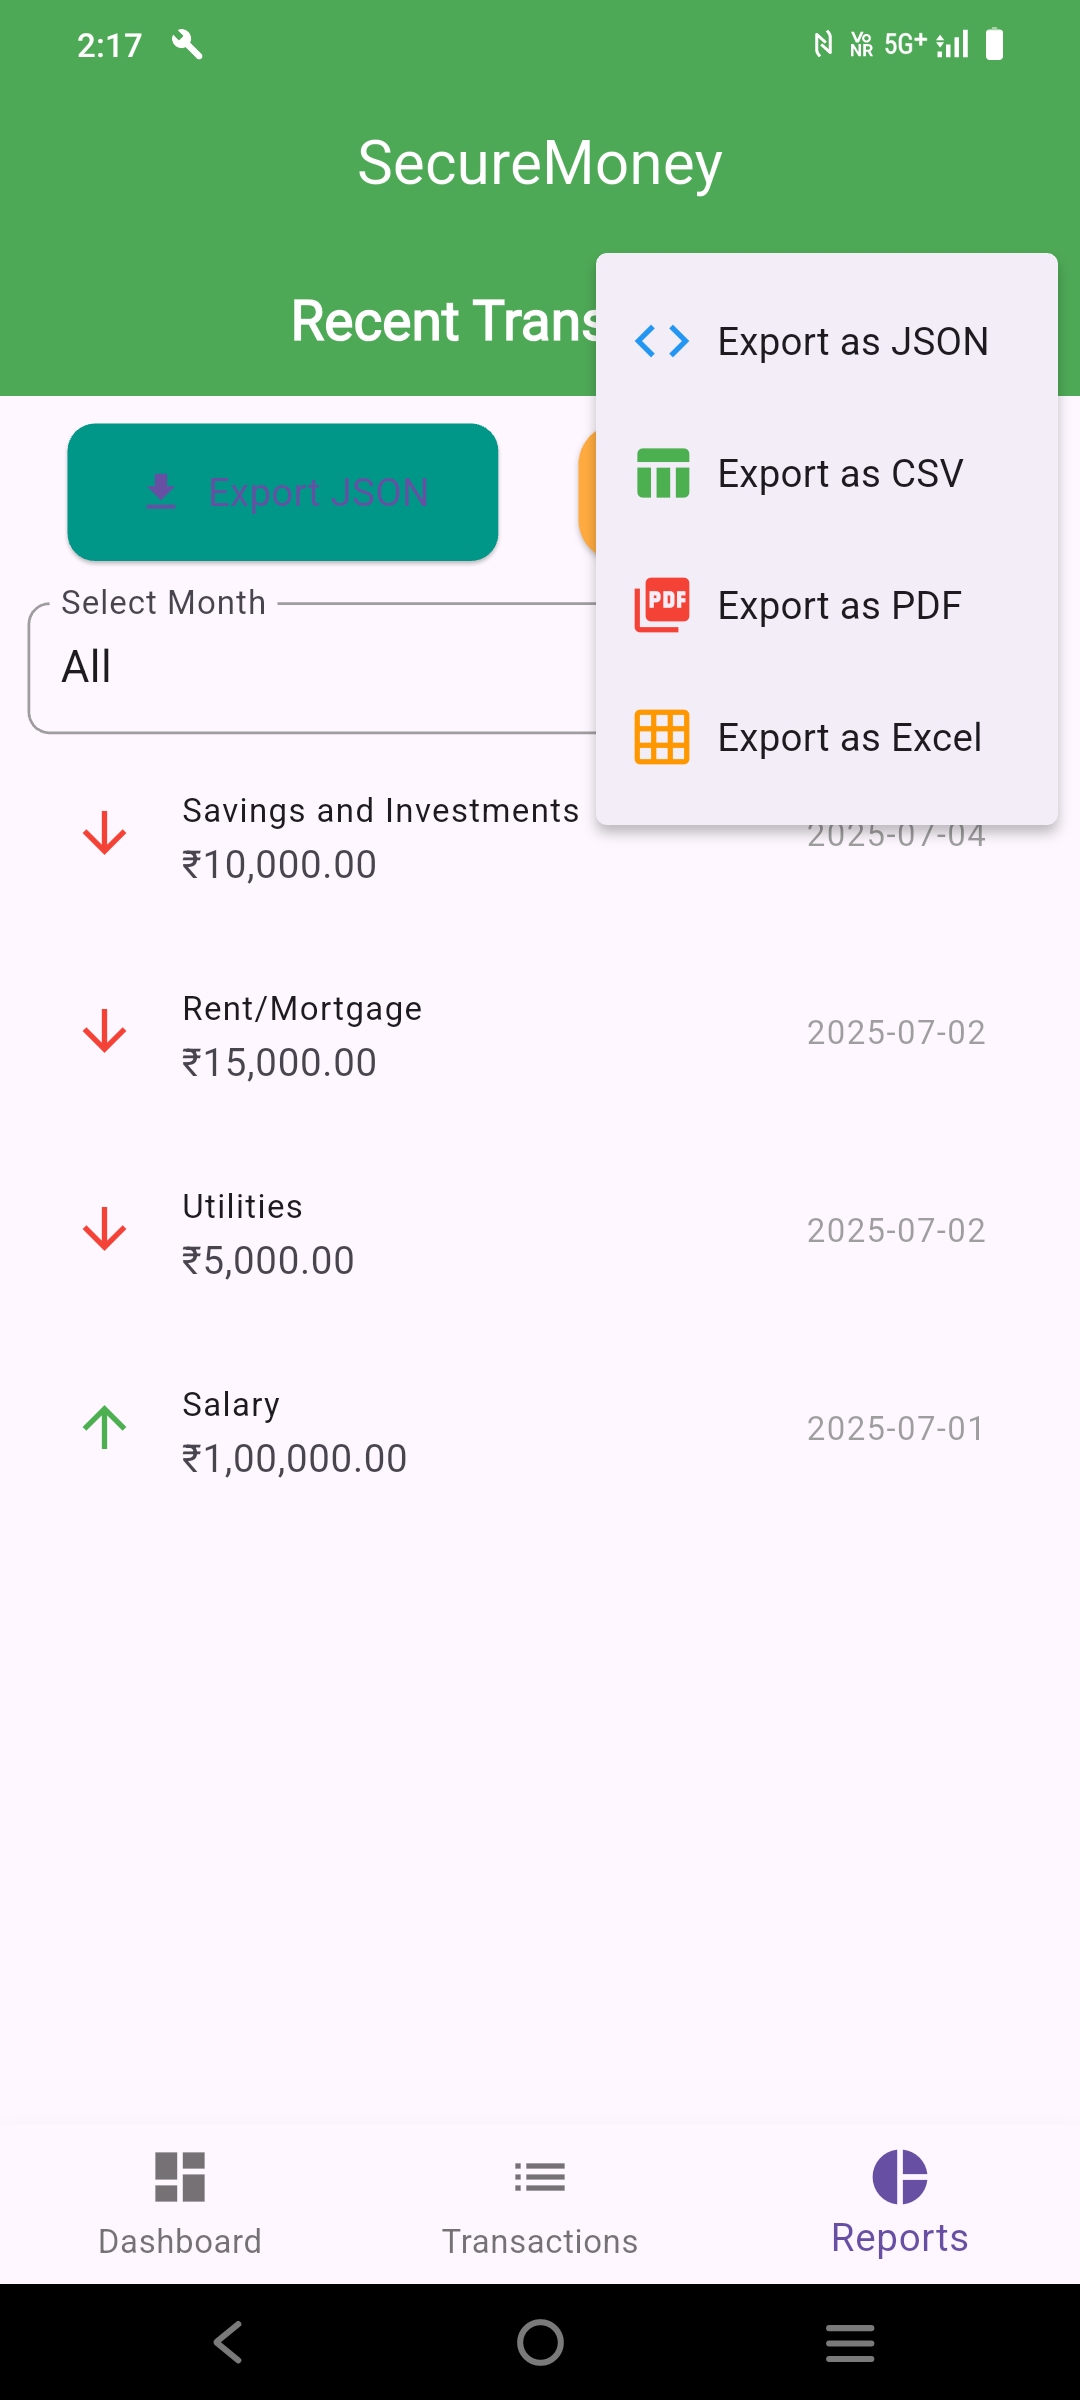 2:17
Vo NR 5G+
SecureMoney
Recent Trans
Export as JSON
Export as CSV
Export as PDF
Export as Excel
PDF
Export JSON
Select Month
All
Savings and Investments
₹10,000.00
2025-07-04
Rent/Mortgage
₹15,000.00
2025-07-02
Utilities
₹5,000.00
2025-07-02
Salary
₹1,00,000.00
2025-07-01
Dashboard
Transactions
Reports